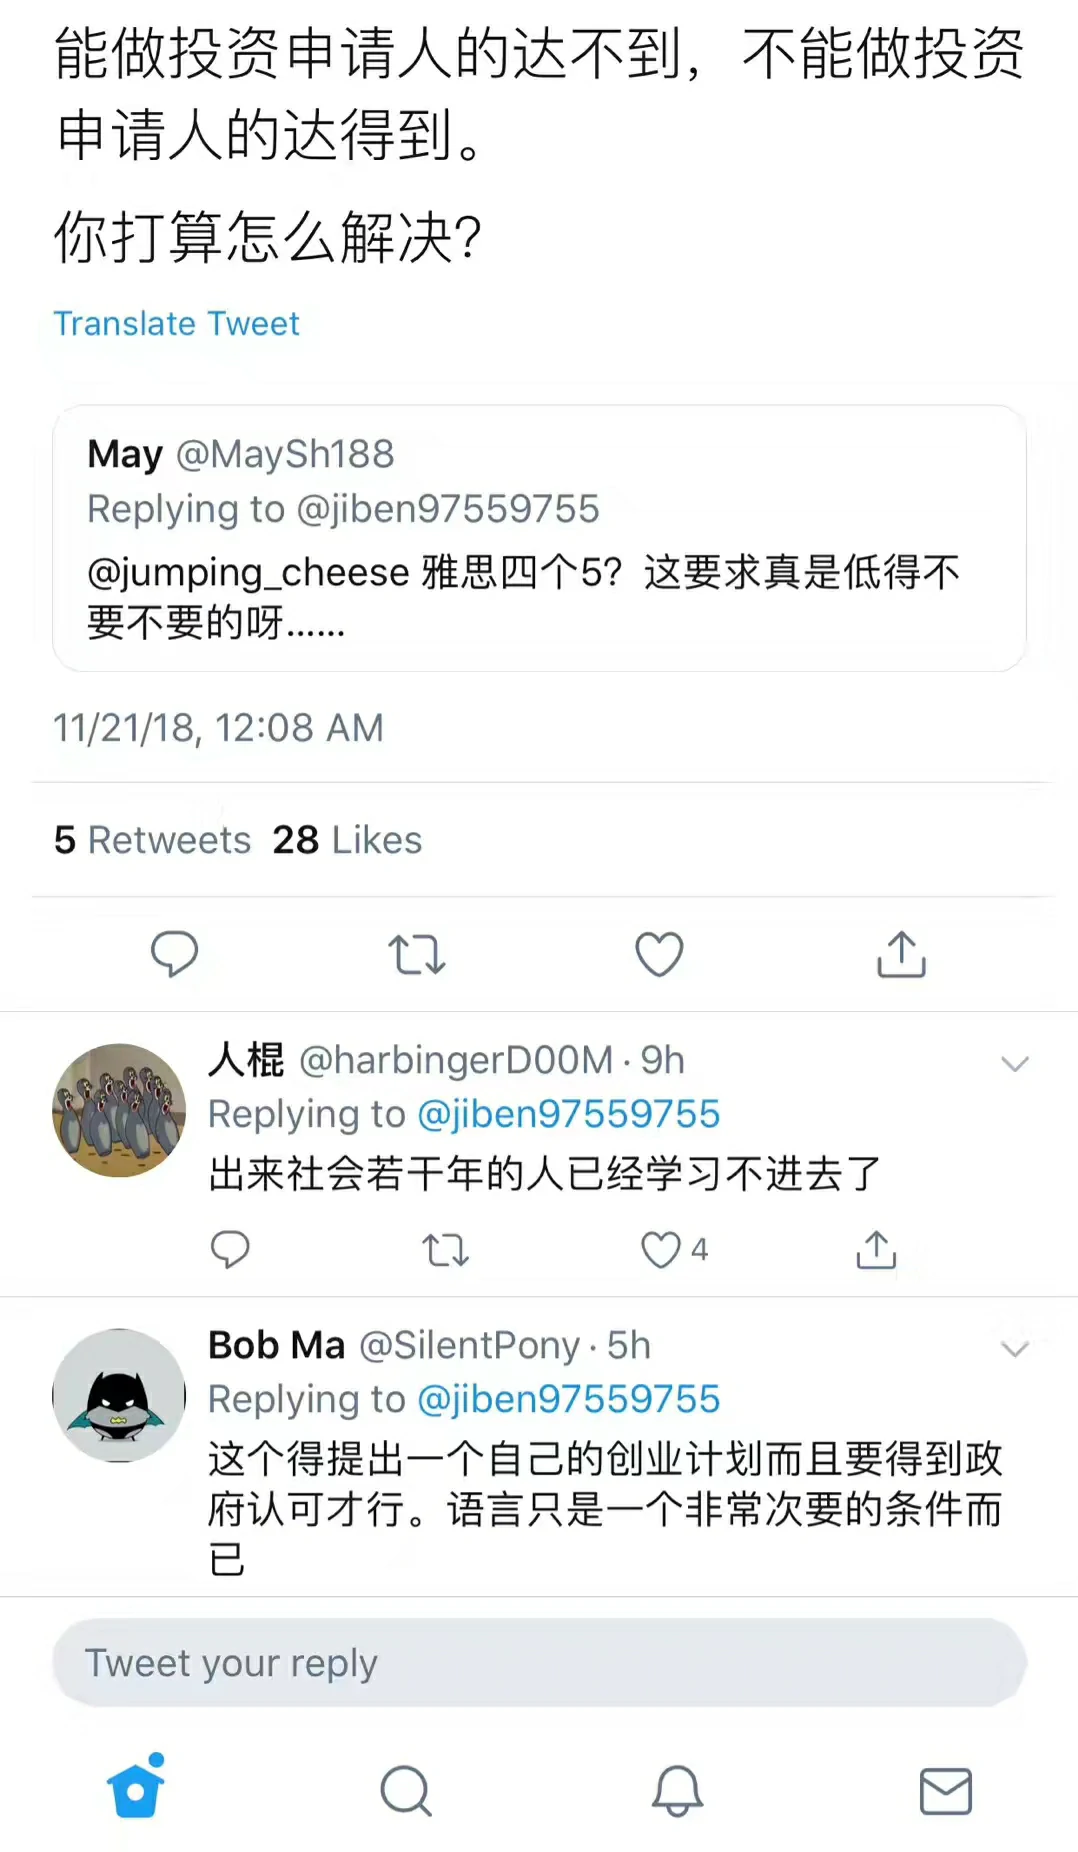 能做投资申请人的达不到，不能做投资
申请人的达得到。
你打算怎么解决？
Translate Tweet
May @MaySh188
Replying to @jiben97559755
@jumping_cheese 雅思四个5？这要求真是低得不
要不要的呀……
11/21/18, 12:08 AM
5 Retweets 28 Likes
人棍 @harbingerD00M · 9h
Replying to @jiben97559755
出来社会若干年的人已经学习不进去了
4
Bob Ma @SilentPony · 5h
Replying to @jiben97559755
这个得提出一个自己的创业计划而且要得到政
府认可才行。语言只是一个非常次要的条件而
已
Tweet your reply